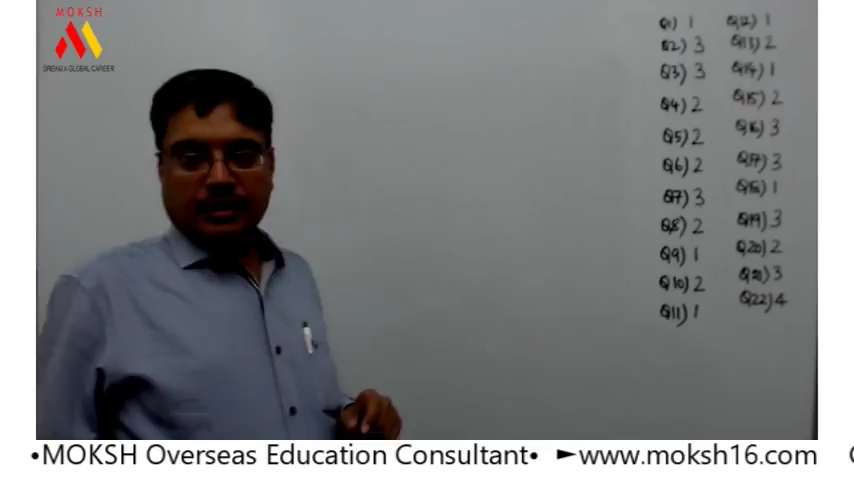 MOKSH
DREAM A GLOBAL CAREER
Q1) 1
Q2) 3
Q3) 3
Q4) 2
Q5) 2
Q6) 2
Q7) 3
Q8) 2
Q9) 1
Q10) 2
Q11) 1
Q12) 1
Q13) 2
Q14) 1
Q15) 2
Q16) 3
Q17) 3
Q18) 1
Q19) 3
Q20) 2
Q21) 3
Q22) 4
•MOKSH Overseas Education Consultant• ►www.moksh16.com